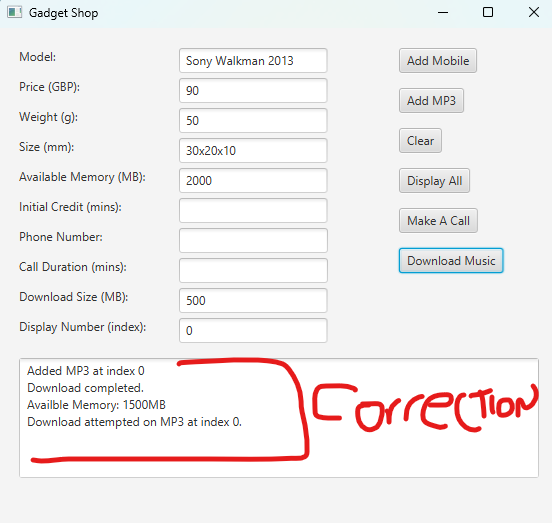 Gadget Shop
Model:
Sony Walkman 2013
Add Mobile
Price (GBP):
90
Add MP3
Weight (g):
50
Size (mm):
30x20x10
Clear
Available Memory (MB):
2000
Display All
Initial Credit (mins):
Make A Call
Phone Number:
Call Duration (mins):
Download Music
Download Size (MB):
500
Display Number (index):
0
Added MP3 at index 0
Download completed.
Availble Memory: 1500MB
Download attempted on MP3 at index 0.
CorrecTION